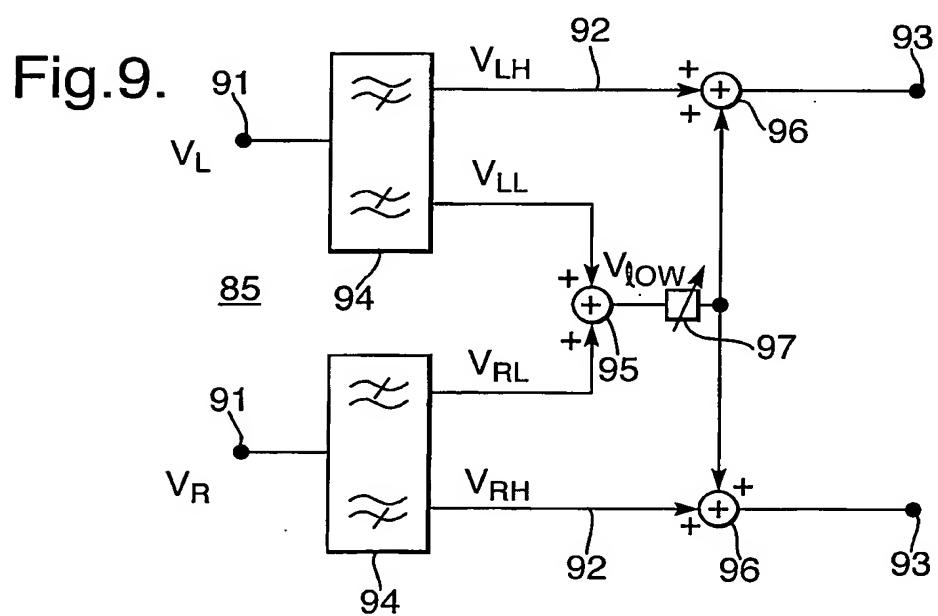 Fig.9.
92
93
91
V_LH
+
+
+
96
V_L
V_LL
94
85
+
V_lOW
+
+
95
97
91
V_RL
V_R
V_RH
+
+
+
94
92
96
93